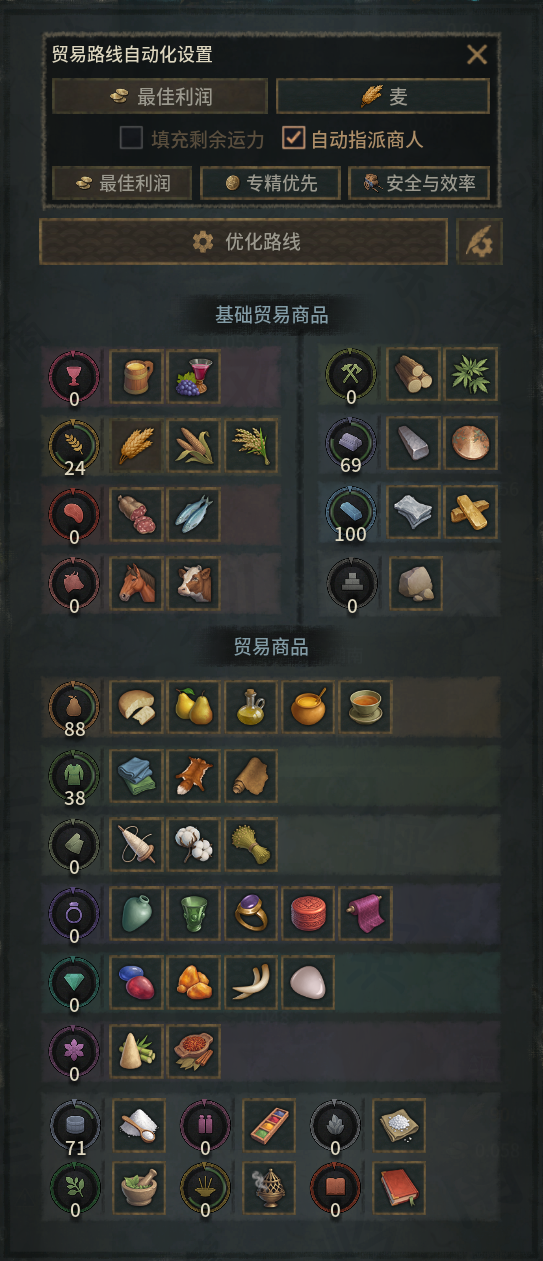 贸易路线自动化设置
最佳利润 麦
填充剩余运力 自动指派商人
最佳利润 专精优先 安全与效率
优化路线
基础贸易商品
0 0
24 69
0 100
0 0
贸易商品
88
38
0
0
0
0
71 0 0
0 0 0